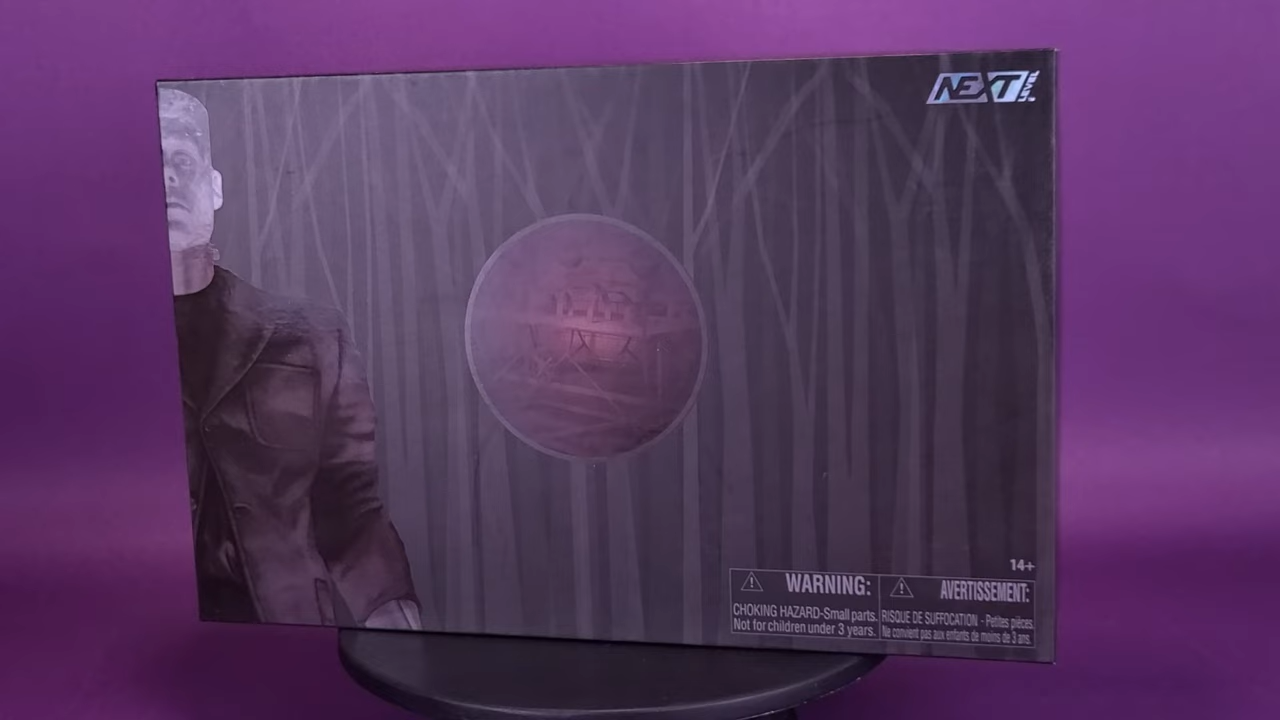 NEXT LEVEL
14+
WARNING:
CHOKING HAZARD-Small parts.
Not for children under 3 years.
AVERTISSEMENT:
RISQUE DE SUFFOCATION - Petites pièces.
Ne convient pas aux enfants de moins de 3 ans.